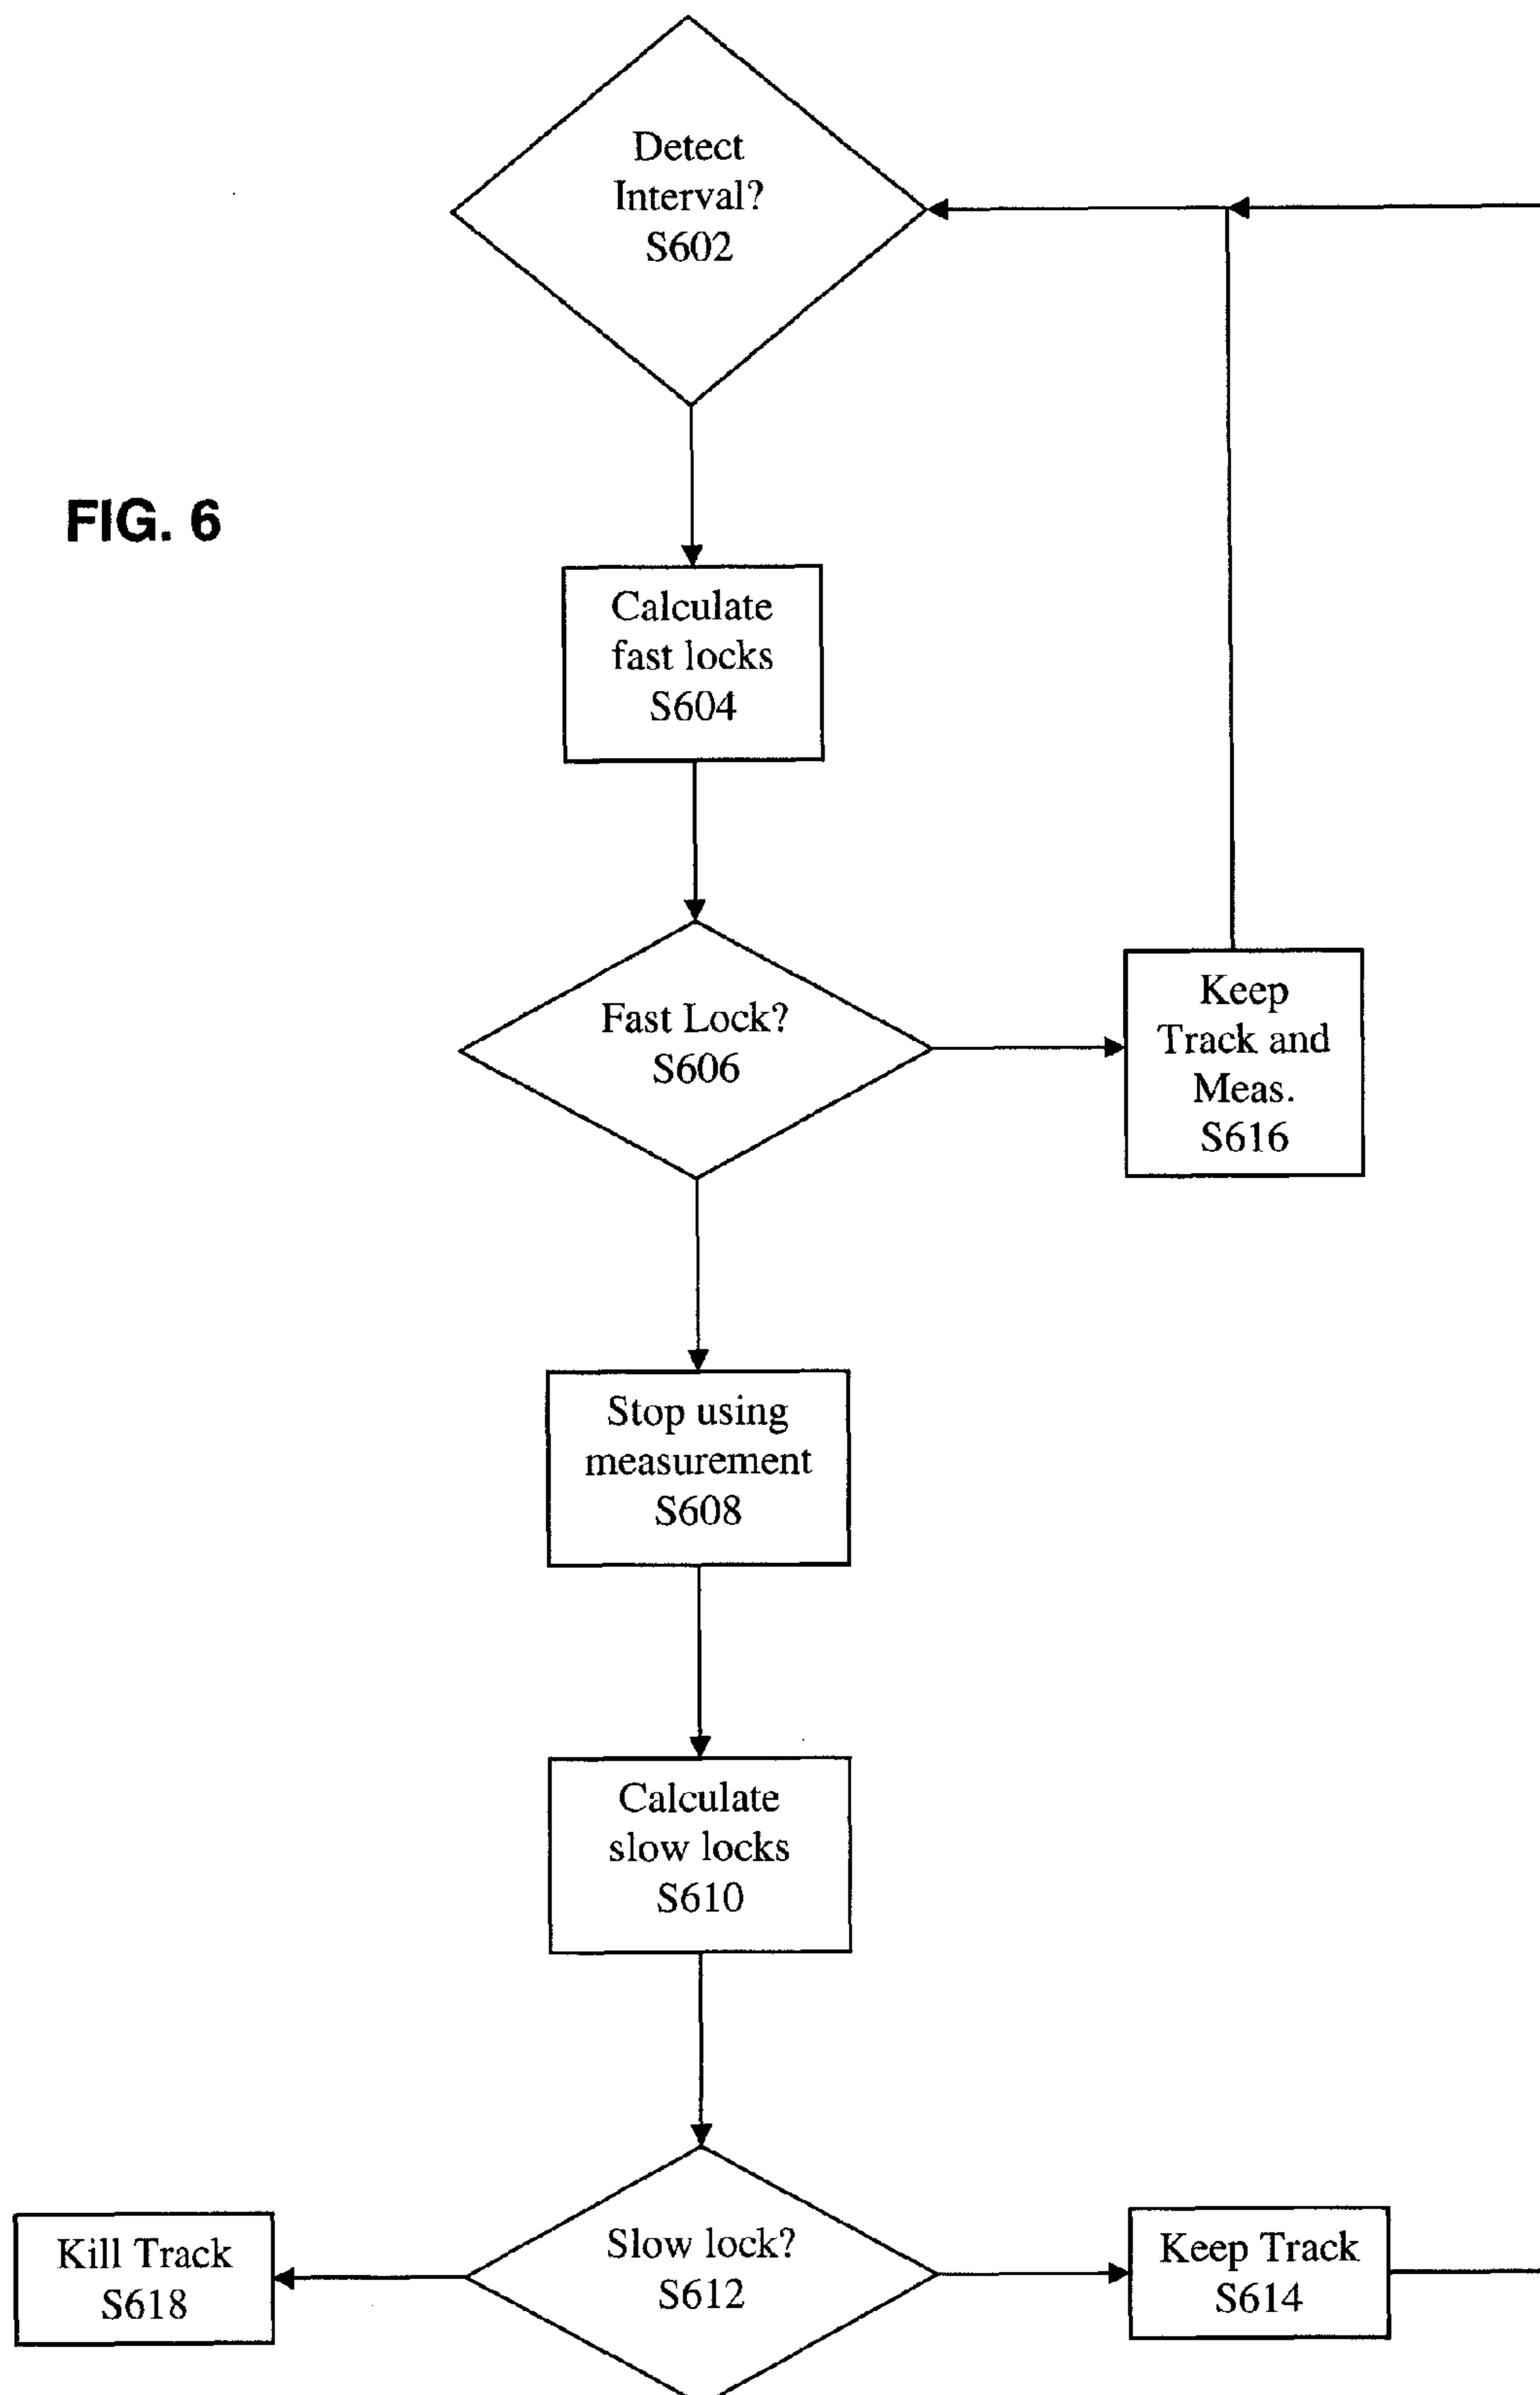 Detect
Interval?
S602
FIG. 6
Calculate
fast locks
S604
Fast Lock?
S606
Keep
Track and
Meas.
S616
Stop using
measurement
S608
Calculate
slow locks
S610
Slow lock?
S612
Kill Track
S618
Keep Track
S614